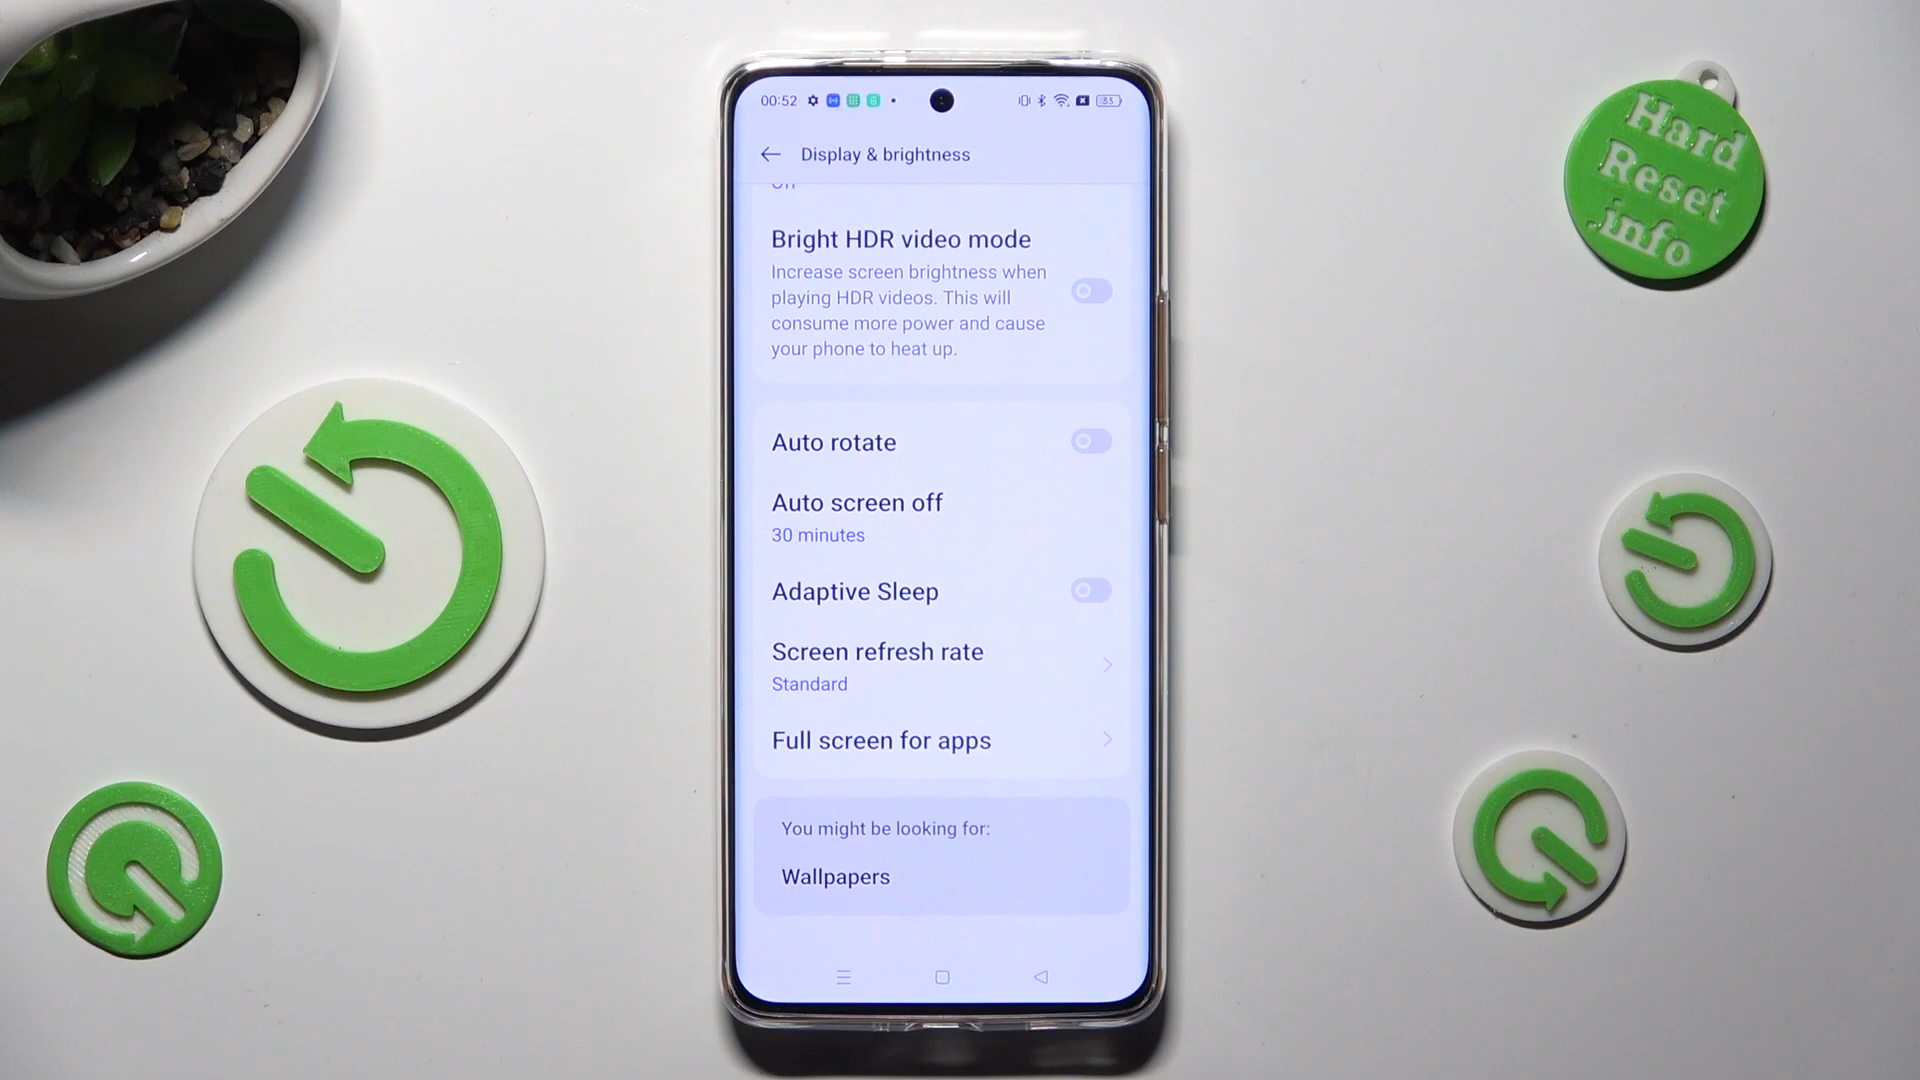 00:52
33
Display & brightness
Bright HDR video mode
Increase screen brightness when
playing HDR videos. This will
consume more power and cause
your phone to heat up.
Auto rotate
Auto screen off
30 minutes
Adaptive Sleep
Screen refresh rate
Standard
Full screen for apps
You might be looking for:
Wallpapers
Hard
Reset
.info